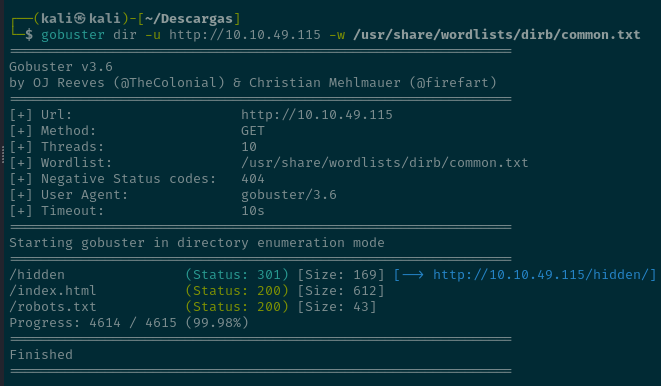 ┌──(kali㉿kali)-[~/Descargas]
└─$ gobuster dir -u http://10.10.49.115 -w /usr/share/wordlists/dirb/common.txt
===============================================================
Gobuster v3.6
by OJ Reeves (@TheColonial) & Christian Mehlmauer (@firefart)
===============================================================
[+] Url:                     http://10.10.49.115
[+] Method:                  GET
[+] Threads:                 10
[+] Wordlist:                /usr/share/wordlists/dirb/common.txt
[+] Negative Status codes:   404
[+] User Agent:              gobuster/3.6
[+] Timeout:                 10s
===============================================================
Starting gobuster in directory enumeration mode
===============================================================
/hidden               (Status: 301) [Size: 169] [--> http://10.10.49.115/hidden/]
/index.html           (Status: 200) [Size: 612]
/robots.txt           (Status: 200) [Size: 43]
Progress: 4614 / 4615 (99.98%)
===============================================================
Finished
===============================================================